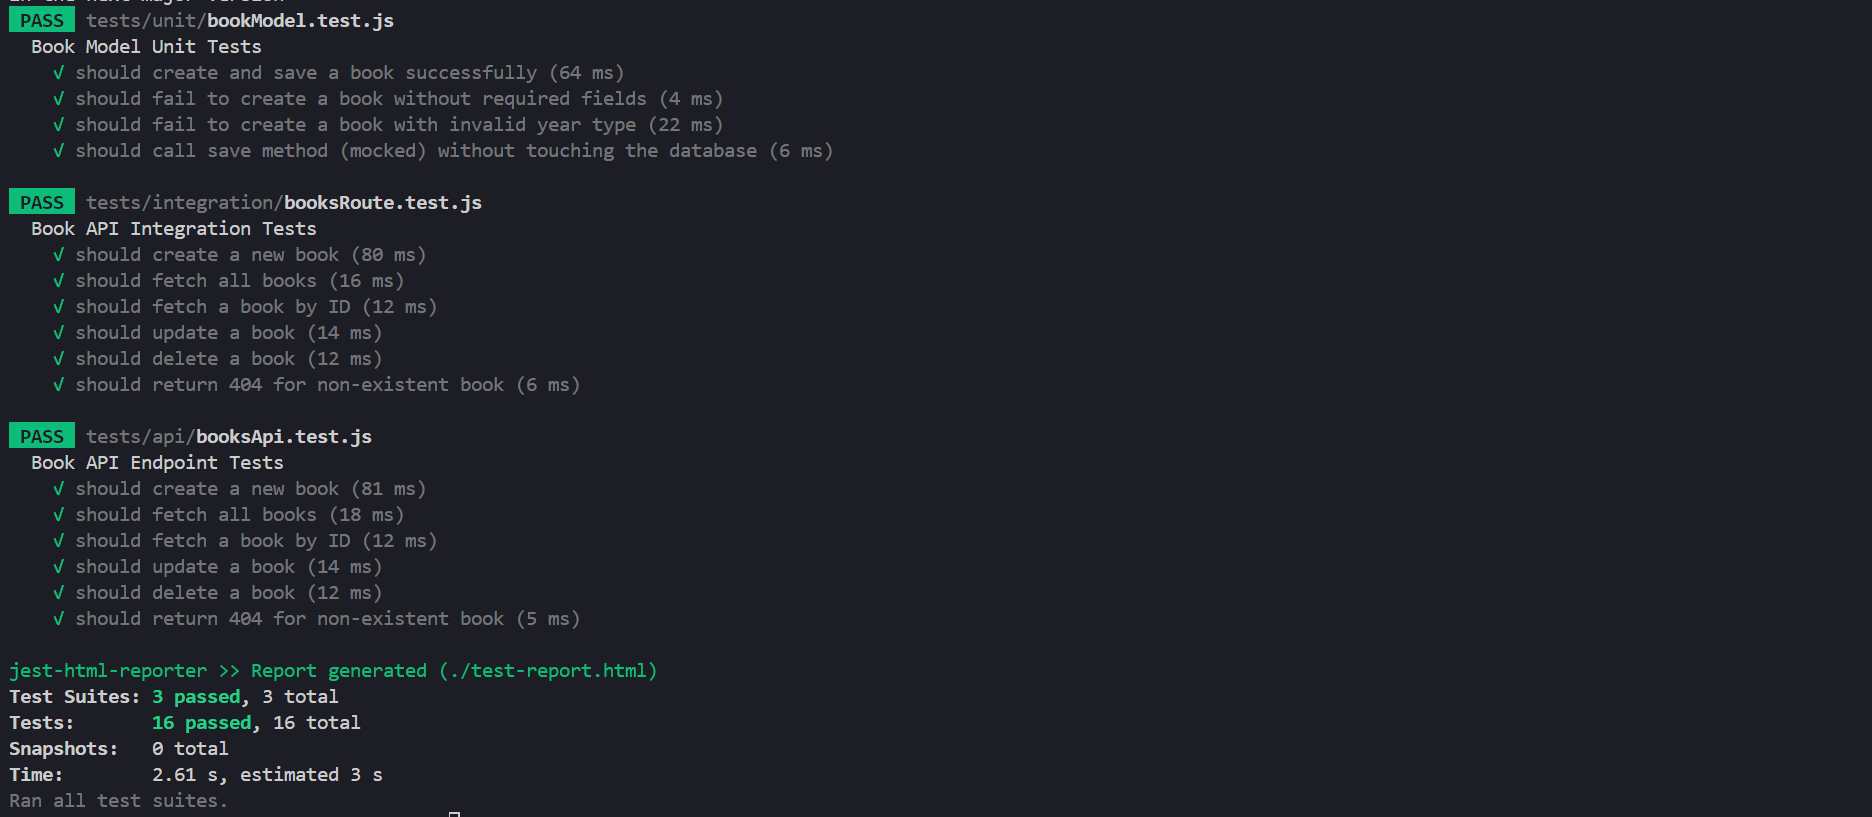 in the next major version
PASS tests/unit/bookModel.test.js
Book Model Unit Tests
√ should create and save a book successfully (64 ms)
√ should fail to create a book without required fields (4 ms)
√ should fail to create a book with invalid year type (22 ms)
√ should call save method (mocked) without touching the database (6 ms)
PASS tests/integration/booksRoute.test.js
Book API Integration Tests
√ should create a new book (80 ms)
√ should fetch all books (16 ms)
√ should fetch a book by ID (12 ms)
√ should update a book (14 ms)
√ should delete a book (12 ms)
√ should return 404 for non-existent book (6 ms)
PASS tests/api/booksApi.test.js
Book API Endpoint Tests
√ should create a new book (81 ms)
√ should fetch all books (18 ms)
√ should fetch a book by ID (12 ms)
√ should update a book (14 ms)
√ should delete a book (12 ms)
√ should return 404 for non-existent book (5 ms)
jest-html-reporter >> Report generated (./test-report.html)
Test Suites: 3 passed, 3 total
Tests: 16 passed, 16 total
Snapshots: 0 total
Time: 2.61 s, estimated 3 s
Ran all test suites.